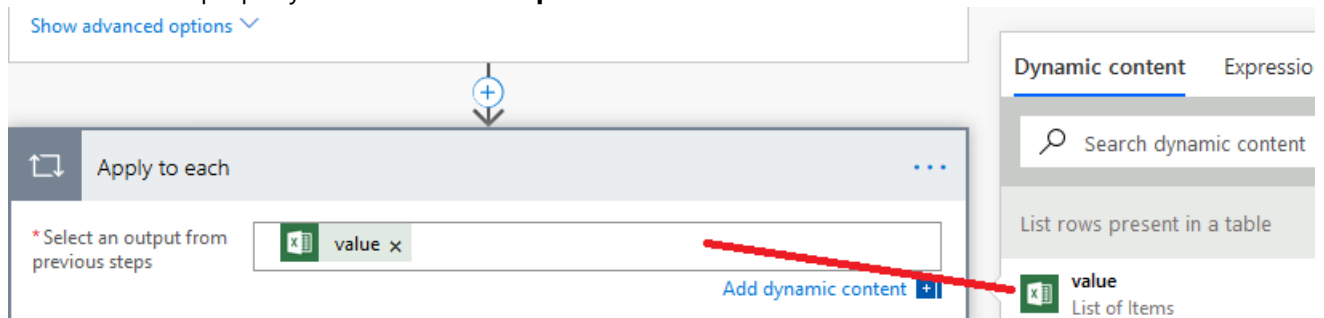 Show advanced options
Dynamic content Expressio
Search dynamic content
Apply to each
List rows present in a table
*Select an output from
previous steps
value ×
Add dynamic content +
value
List of Items